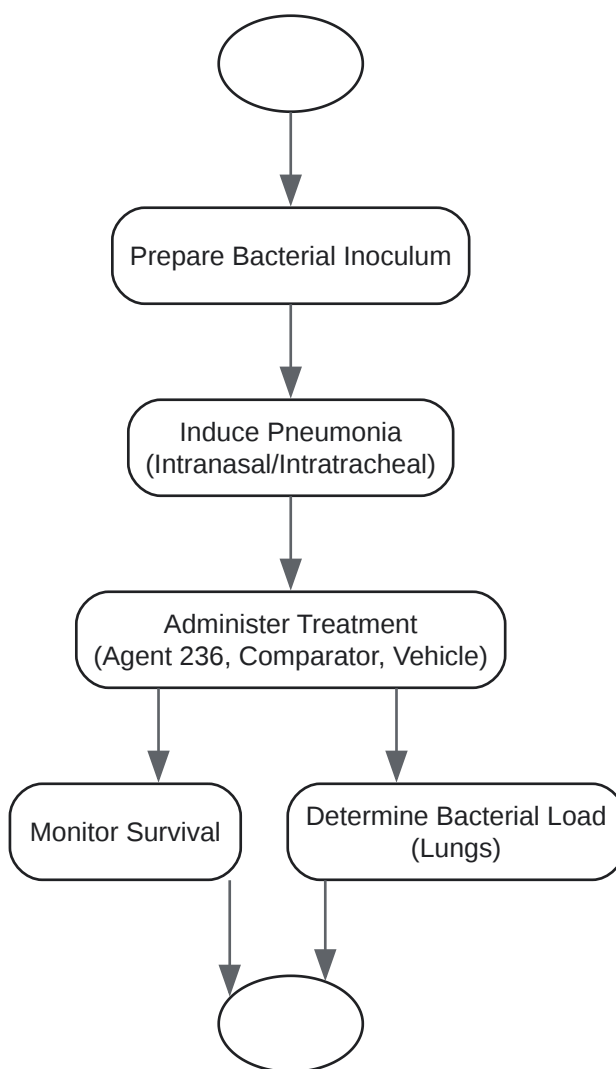 Prepare Bacterial Inoculum
Induce Pneumonia
(Intranasal/Intratracheal)
Administer Treatment
(Agent 236, Comparator, Vehicle)
Monitor Survival
Determine Bacterial Load
(Lungs)